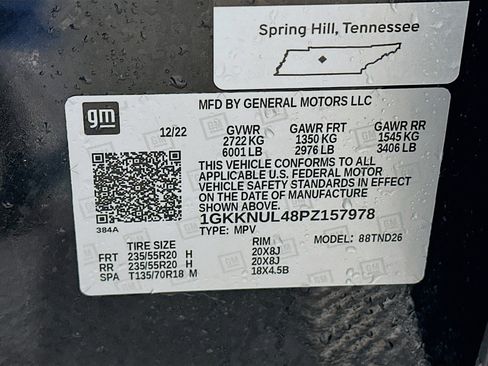 Spring Hill, Tennessee
gm
MFD BY GENERAL MOTORS LLC
12/22 GVWR GAWR FRT GAWR RR
2722 KG 1350 KG 1545 KG
6001 LB 2976 LB 3406 LB
THIS VEHICLE CONFORMS TO ALL
APPLICABLE U.S. FEDERAL MOTOR
VEHICLE SAFETY STANDARDS IN EFFECT
ON THE DATE OF MANUFACTURE
SHOWN ABOVE.
1GKKNUL48PZ157978
384A
TYPE: MPV MODEL: 88TND26
TIRE SIZE RIM
FRT 235/55R20 H 20X8J
RR 235/55R20 H 20X8J
SPA T135/70R18 M 18X4.5B